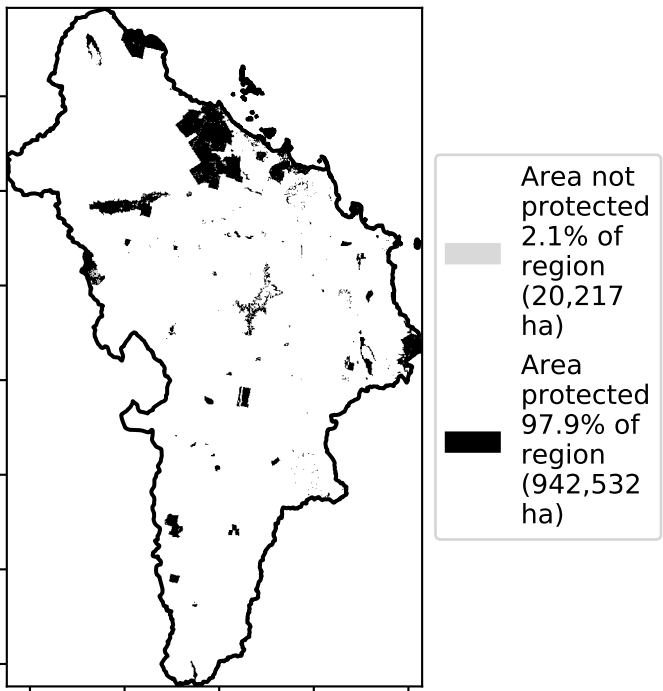 Area not
protected
2.1% of
region
(20,217
ha)
Area
protected
97.9% of
region
(942,532
ha)